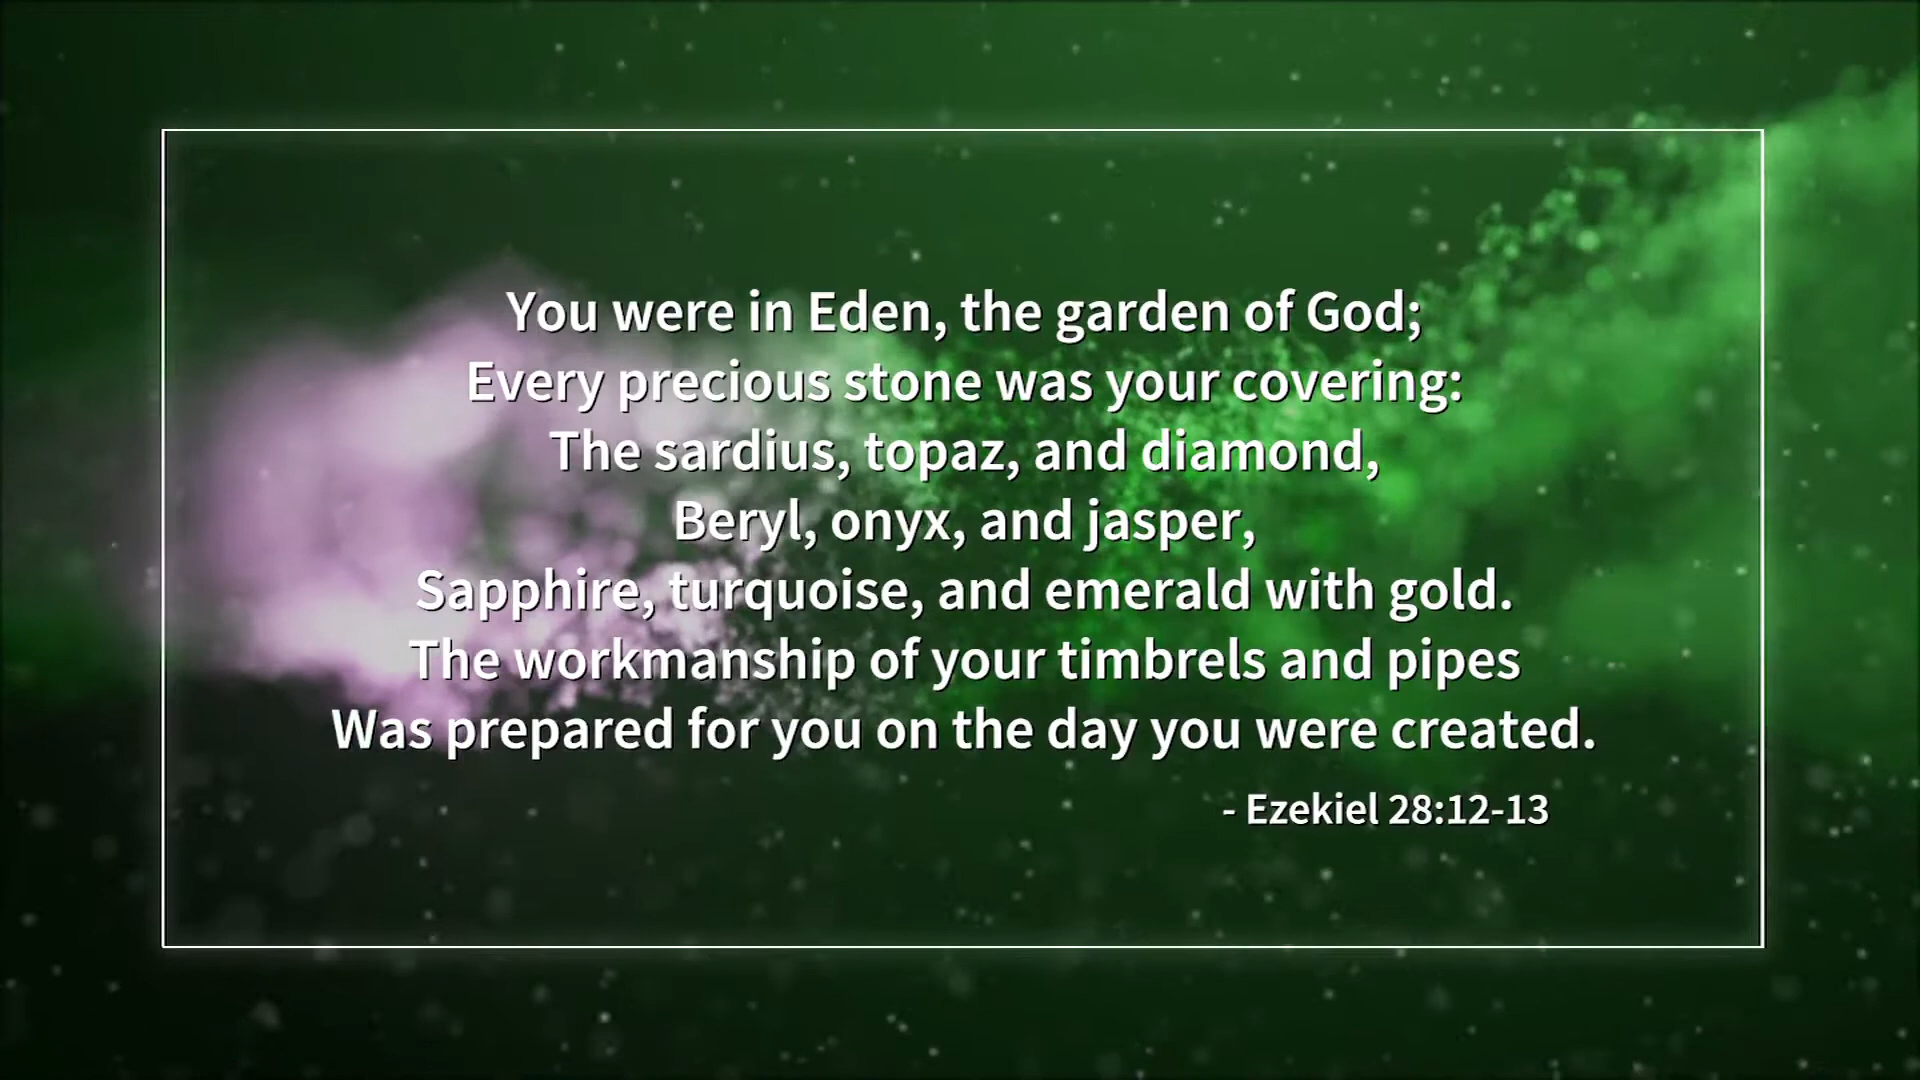 You were in Eden, the garden of God;
Every precious stone was your covering:
The sardius, topaz, and diamond,
Beryl, onyx, and jasper,
Sapphire, turquoise, and emerald with gold.
The workmanship of your timbrels and pipes
Was prepared for you on the day you were created.
- Ezekiel 28:12-13